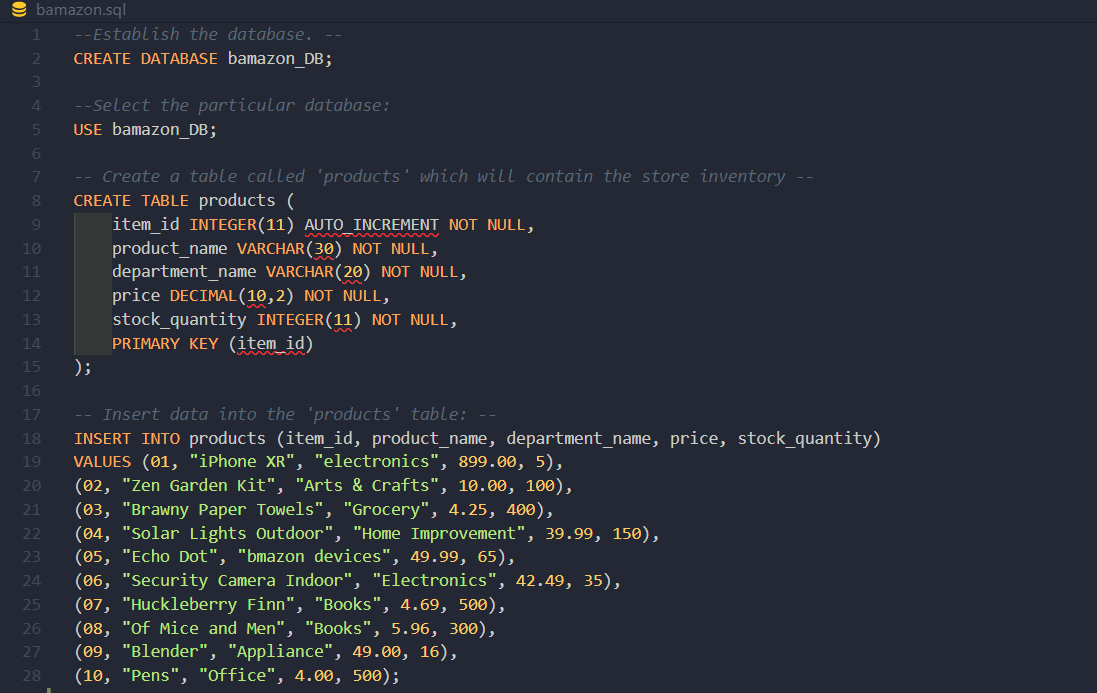 bamazon.sql
1 --Establish the database. --
2 CREATE DATABASE bamazon_DB;
3
4 --Select the particular database:
5 USE bamazon_DB;
6
7 -- Create a table called 'products' which will contain the store inventory --
8 CREATE TABLE products (
9 item_id INTEGER(11) AUTO_INCREMENT NOT NULL,
10 product_name VARCHAR(30) NOT NULL,
11 department_name VARCHAR(20) NOT NULL,
12 price DECIMAL(10,2) NOT NULL,
13 stock_quantity INTEGER(11) NOT NULL,
14 PRIMARY KEY (item_id)
15 );
16
17 -- Insert data into the 'products' table: --
18 INSERT INTO products (item_id, product_name, department_name, price, stock_quantity)
19 VALUES (01, "iPhone XR", "electronics", 899.00, 5),
20 (02, "Zen Garden Kit", "Arts & Crafts", 10.00, 100),
21 (03, "Brawny Paper Towels", "Grocery", 4.25, 400),
22 (04, "Solar Lights Outdoor", "Home Improvement", 39.99, 150),
23 (05, "Echo Dot", "bmazon devices", 49.99, 65),
24 (06, "Security Camera Indoor", "Electronics", 42.49, 35),
25 (07, "Huckleberry Finn", "Books", 4.69, 500),
26 (08, "Of Mice and Men", "Books", 5.96, 300),
27 (09, "Blender", "Appliance", 49.00, 16),
28 (10, "Pens", "Office", 4.00, 500);